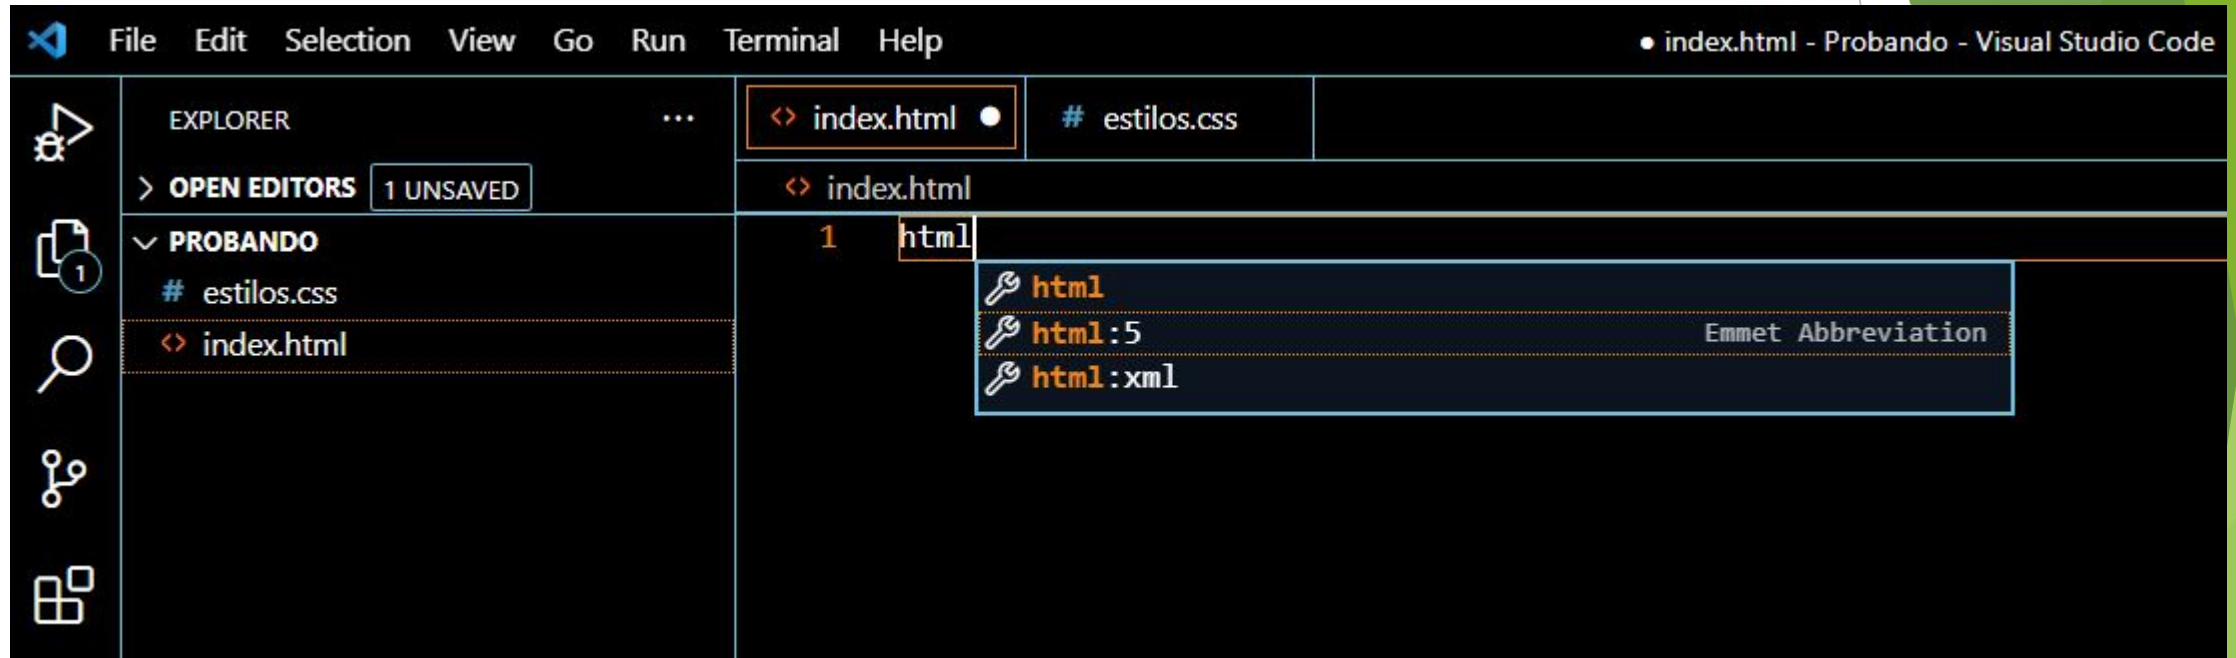 File Edit Selection View Go Run Terminal Help
● index.html - Probando - Visual Studio Code
EXPLORER ···
OPEN EDITORS 1 UNSAVED
PROBANDO
# estilos.css
<> index.html
1
<> index.html ●
# estilos.css
<> index.html
1 html
html
html:5 Emmet Abbreviation
html:xml